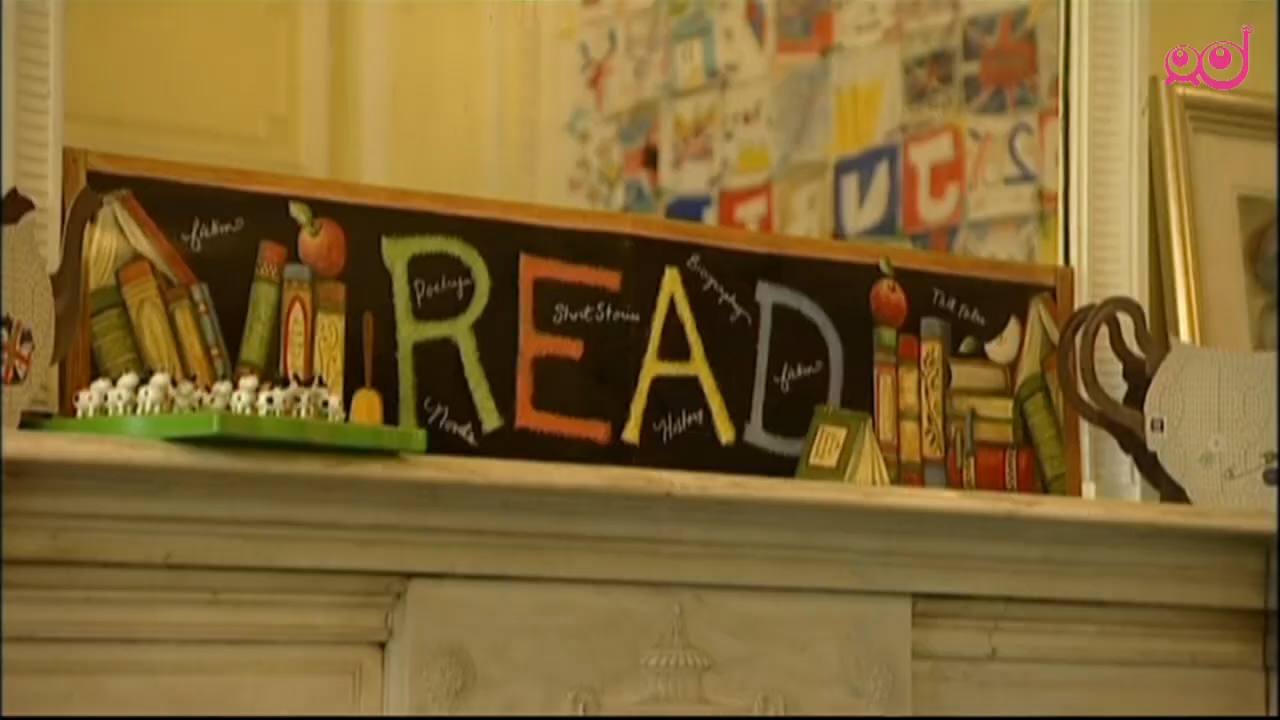 READ
fiction
Poetry
Short Stories
Biography
Tall Tales
fiction
Novels
History